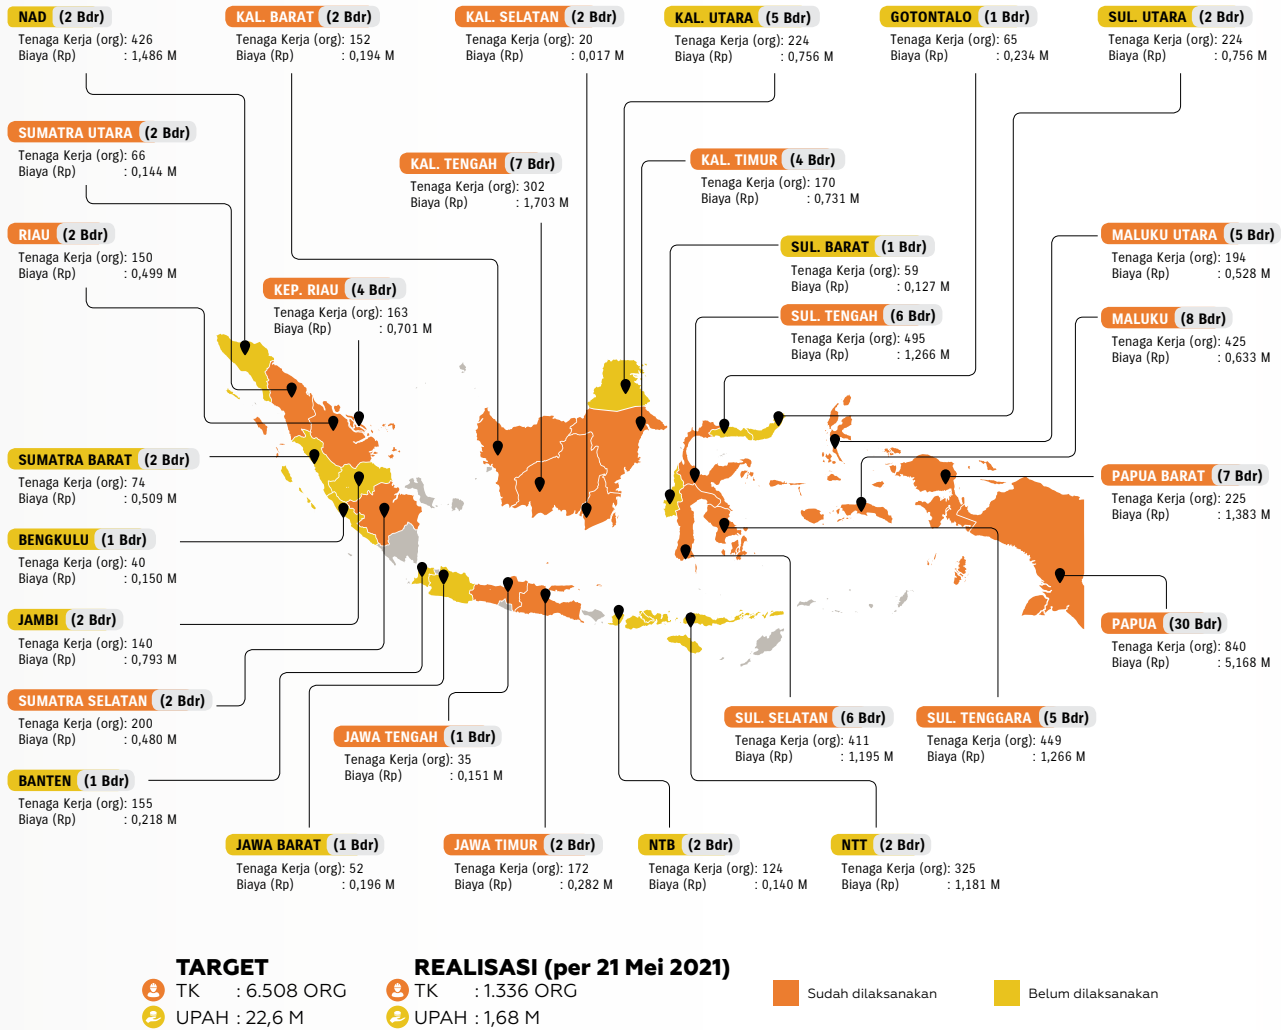 NAD (2 Bdr)
Tenaga Kerja (org): 426
Biaya (Rp) : 1,486 M
KAL. BARAT (2 Bdr)
Tenaga Kerja (org): 152
Biaya (Rp) : 0,194 M
KAL. SELATAN (2 Bdr)
Tenaga Kerja (org): 20
Biaya (Rp) : 0,017 M
KAL. UTARA (5 Bdr)
Tenaga Kerja (org): 224
Biaya (Rp) : 0,756 M
GOTONTALO (1 Bdr)
Tenaga Kerja (org): 65
Biaya (Rp) : 0,234 M
SUL. UTARA (2 Bdr)
Tenaga Kerja (org): 224
Biaya (Rp) : 0,756 M
SUMATRA UTARA (2 Bdr)
Tenaga Kerja (org): 66
Biaya (Rp) : 0,144 M
KAL. TENGAH (7 Bdr)
Tenaga Kerja (org): 302
Biaya (Rp) : 1,703 M
KAL. TIMUR (4 Bdr)
Tenaga Kerja (org): 170
Biaya (Rp) : 0,731 M
RIAU (2 Bdr)
Tenaga Kerja (org): 150
Biaya (Rp) : 0,499 M
SUL. BARAT (1 Bdr)
Tenaga Kerja (org): 59
Biaya (Rp) : 0,127 M
MALUKU UTARA (5 Bdr)
Tenaga Kerja (org): 194
Biaya (Rp) : 0,528 M
KEP. RIAU (4 Bdr)
Tenaga Kerja (org): 163
Biaya (Rp) : 0,701 M
SUL. TENGAH (6 Bdr)
Tenaga Kerja (org): 495
Biaya (Rp) : 1,266 M
MALUKU (8 Bdr)
Tenaga Kerja (org): 425
Biaya (Rp) : 0,633 M
SUMATRA BARAT (2 Bdr)
Tenaga Kerja (org): 74
Biaya (Rp) : 0,509 M
PAPUA BARAT (7 Bdr)
Tenaga Kerja (org): 225
Biaya (Rp) : 1,383 M
BENGKULU (1 Bdr)
Tenaga Kerja (org): 40
Biaya (Rp) : 0,150 M
JAMBI (2 Bdr)
Tenaga Kerja (org): 140
Biaya (Rp) : 0,793 M
PAPUA (30 Bdr)
Tenaga Kerja (org): 840
Biaya (Rp) : 5,168 M
SUMATRA SELATAN (2 Bdr)
Tenaga Kerja (org): 200
Biaya (Rp) : 0,480 M
JAWA TENGAH (1 Bdr)
Tenaga Kerja (org): 35
Biaya (Rp) : 0,151 M
SUL. SELATAN (6 Bdr)
Tenaga Kerja (org): 411
Biaya (Rp) : 1,195 M
SUL. TENGGARA (5 Bdr)
Tenaga Kerja (org): 449
Biaya (Rp) : 1,266 M
BANTEN (1 Bdr)
Tenaga Kerja (org): 155
Biaya (Rp) : 0,218 M
JAWA BARAT (1 Bdr)
Tenaga Kerja (org): 52
Biaya (Rp) : 0,196 M
JAWA TIMUR (2 Bdr)
Tenaga Kerja (org): 172
Biaya (Rp) : 0,282 M
NTB (2 Bdr)
Tenaga Kerja (org): 124
Biaya (Rp) : 0,140 M
NTT (2 Bdr)
Tenaga Kerja (org): 325
Biaya (Rp) : 1,181 M
TARGET
TK : 6.508 ORG
UPAH : 22,6 M
REALISASI (per 21 Mei 2021)
TK : 1.336 ORG
UPAH : 1,68 M
Sudah dilaksanakan
Belum dilaksanakan